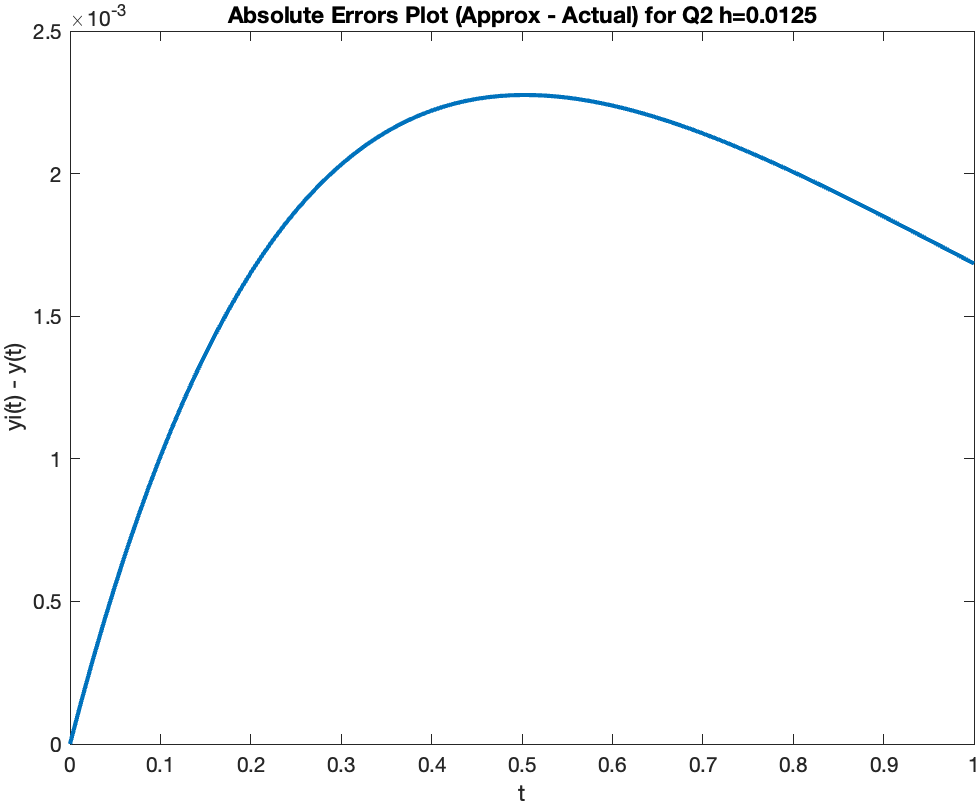 Absolute Errors Plot (Approx - Actual) for Q2 h=0.0125
×10⁻³
2.5
2
1.5
1
0.5
0
yi(t) - y(t)
0 0.1 0.2 0.3 0.4 0.5 0.6 0.7 0.8 0.9 1
t